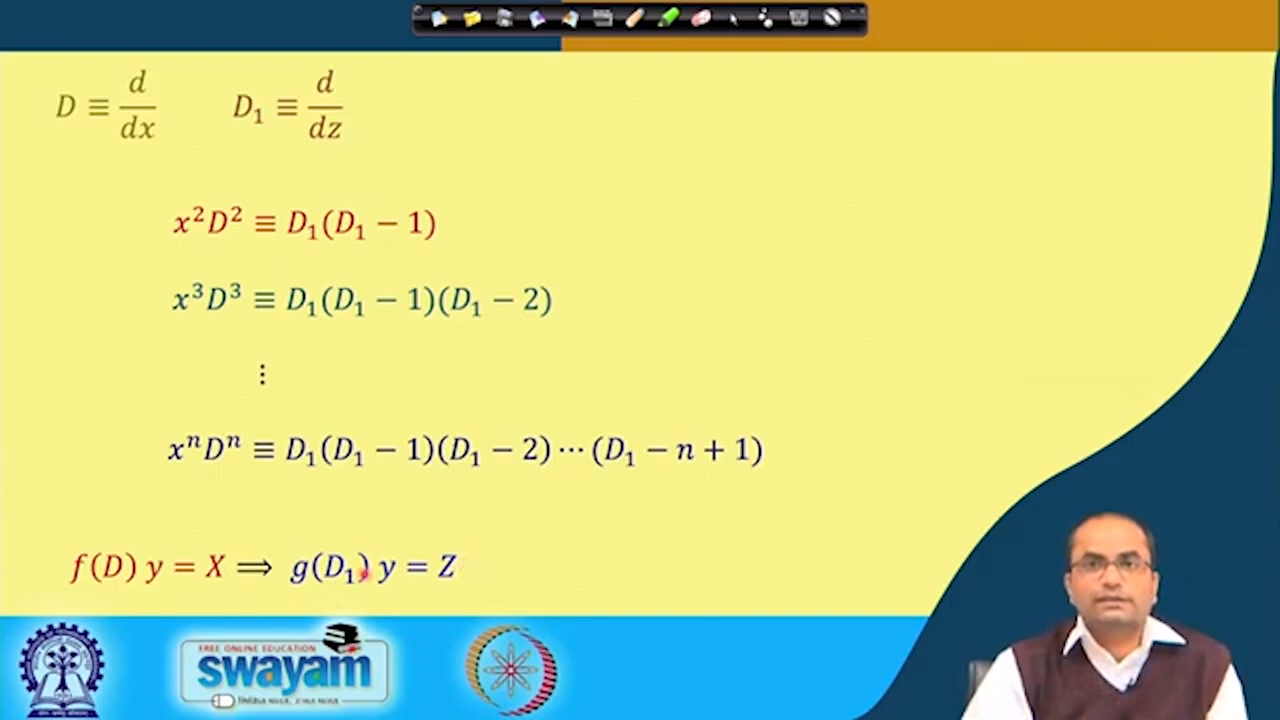 D ≡ d/dx D₁ ≡ d/dz
x²D² ≡ D₁(D₁ − 1)
x³D³ ≡ D₁(D₁ − 1)(D₁ − 2)
⋮
xⁿDⁿ ≡ D₁(D₁ − 1)(D₁ − 2) ⋯ (D₁ − n + 1)
f(D) y = X ⟹ g(D₁) y = Z
FREE ONLINE EDUCATION
swayam